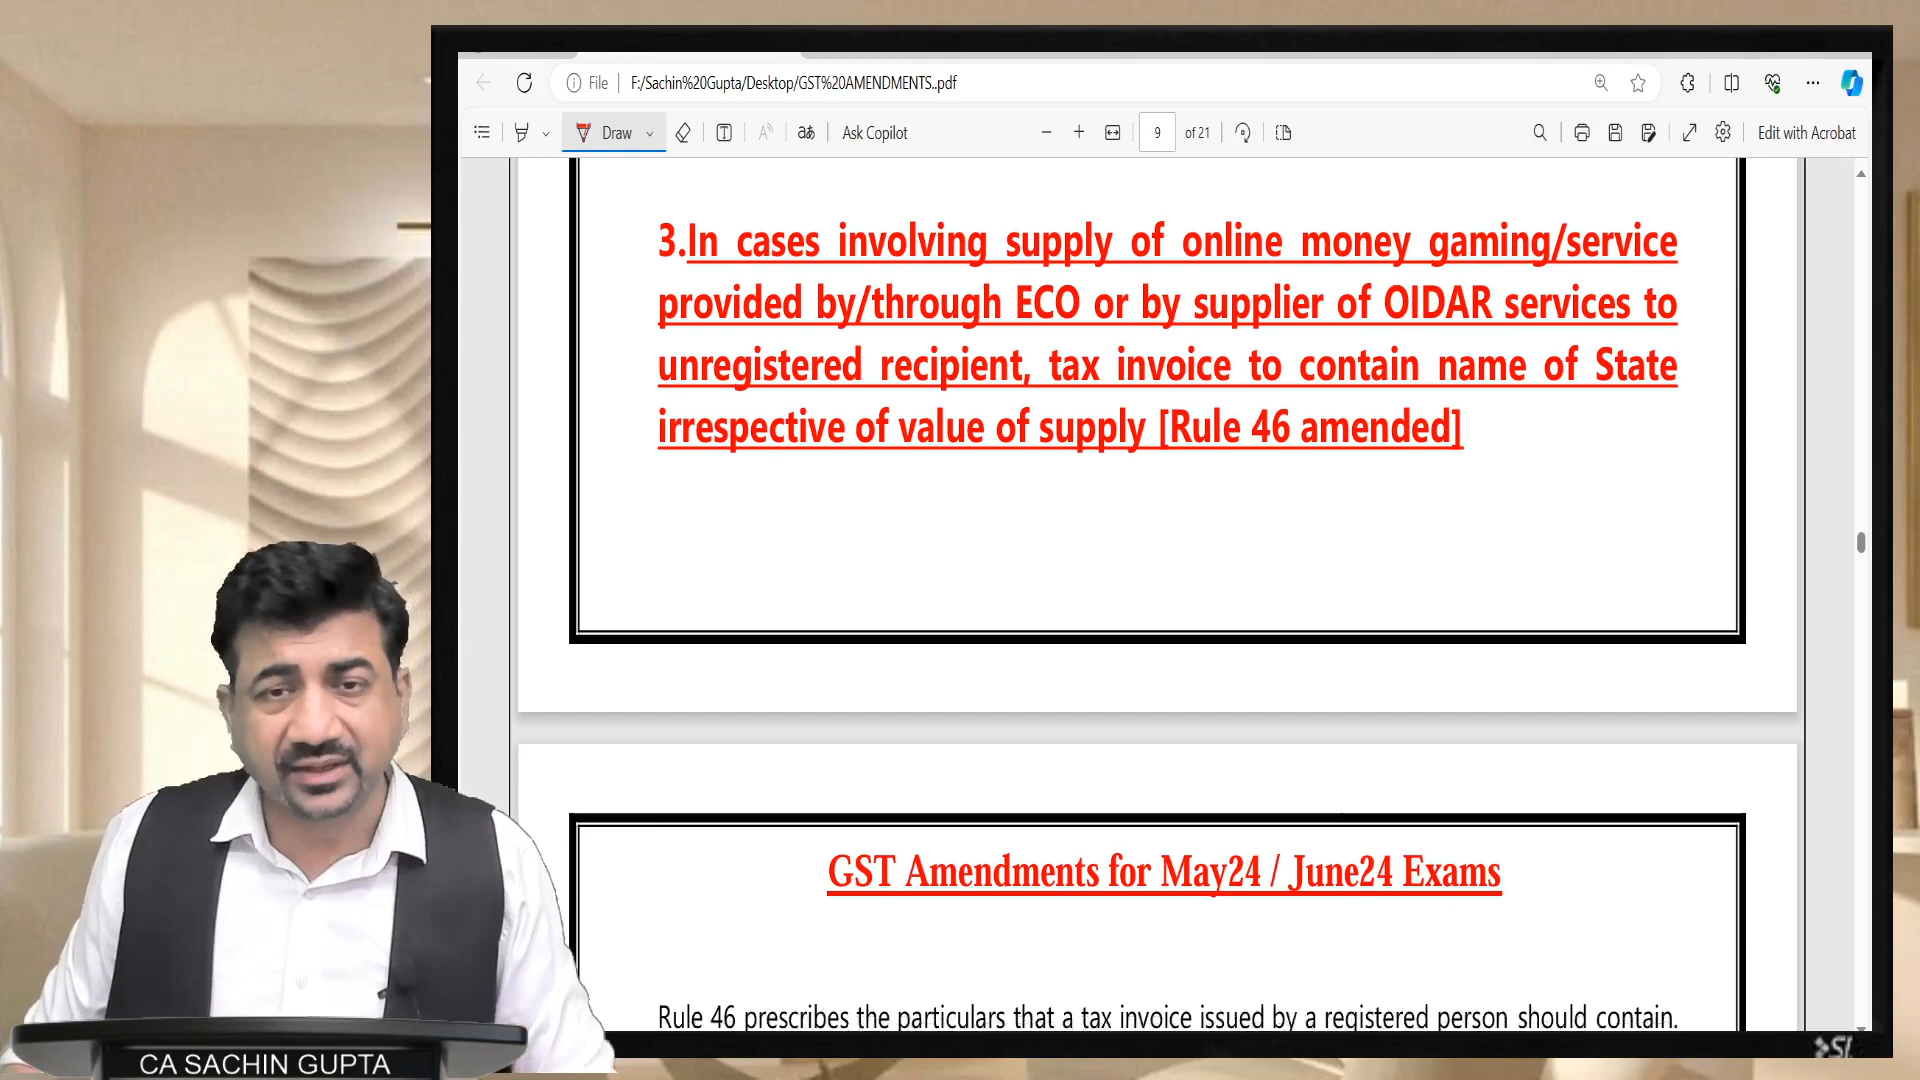 File F:/Sachin%20Gupta/Desktop/GST%20AMENDMENTS..pdf
Draw Ask Copilot 9 of 21 Edit with Acrobat
3.In cases involving supply of online money gaming/service
provided by/through ECO or by supplier of OIDAR services to
unregistered recipient, tax invoice to contain name of State
irrespective of value of supply [Rule 46 amended]
GST Amendments for May24 / June24 Exams
Rule 46 prescribes the particulars that a tax invoice issued by a registered person should contain.
CA SACHIN GUPTA